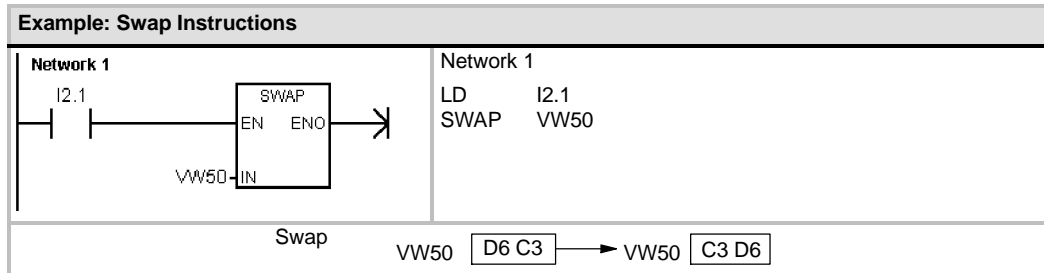 Example: Swap Instructions
Network 1
I2.1
SWAP
EN ENO
VW50 IN
Network 1
LD I2.1
SWAP VW50
Swap
VW50 D6 C3 VW50 C3 D6